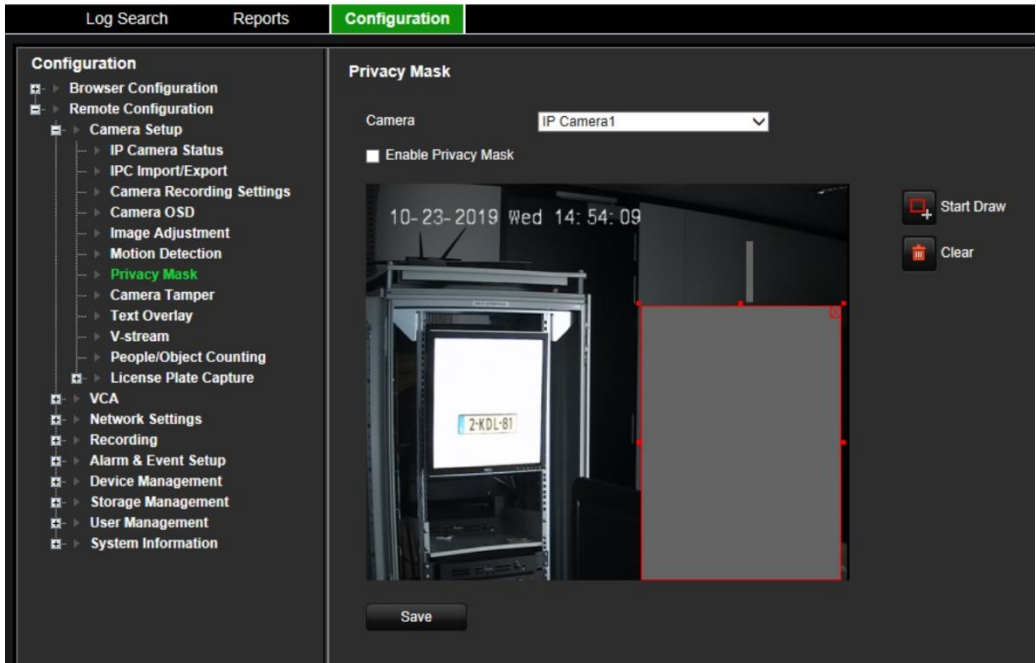 Log Search Reports Configuration
Configuration
Browser Configuration
Remote Configuration
Camera Setup
IP Camera Status
IPC Import/Export
Camera Recording Settings
Camera OSD
Image Adjustment
Motion Detection
Privacy Mask
Camera Tamper
Text Overlay
V-stream
People/Object Counting
License Plate Capture
VCA
Network Settings
Recording
Alarm & Event Setup
Device Management
Storage Management
User Management
System Information
Privacy Mask
Camera IP Camera1
Enable Privacy Mask
10-23-2019 Wed 14:54:09
2-KDL-81
Start Draw
Clear
Save